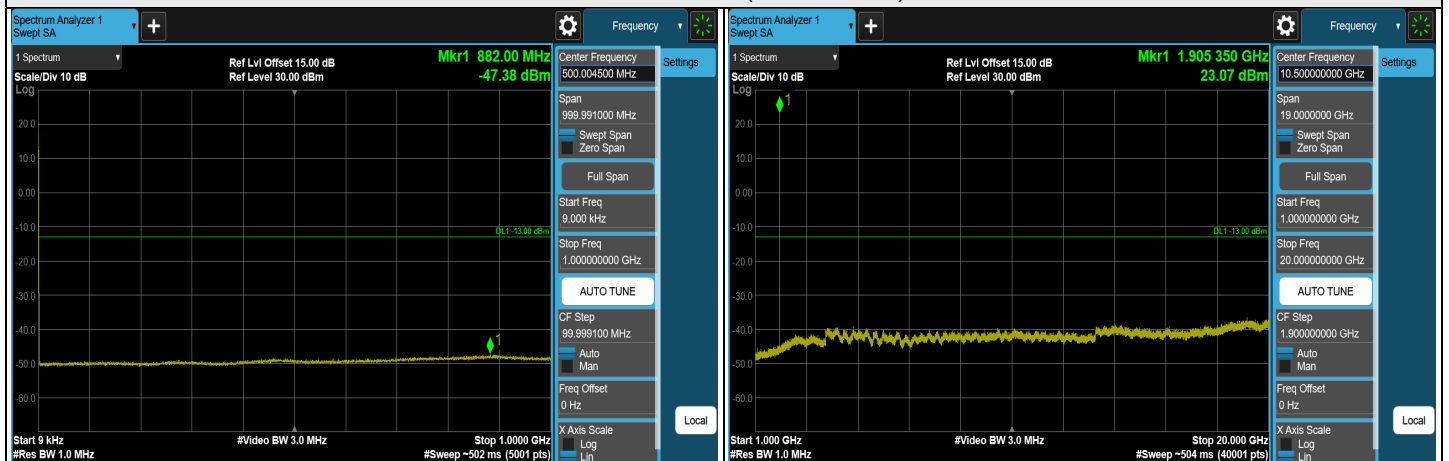 Spectrum Analyzer 1
Swept SA
+
Frequency
1 Spectrum
Scale/Div 10 dB
Log
Ref Lvl Offset 15.00 dB
Ref Level 30.00 dBm
Mkr1 882.00 MHz
-47.38 dBm
20.0
10.0
0.00
-10.0
-20.0
-30.0
-40.0
-50.0
-60.0
DL1 -13.00 dBm
1
Start 9 kHz
#Res BW 1.0 MHz
#Video BW 3.0 MHz
Stop 1.0000 GHz
#Sweep ~502 ms (5001 pts)
Center Frequency
500.004500 MHz
Settings
Span
999.991000 MHz
Swept Span
Zero Span
Full Span
Start Freq
9.000 kHz
Stop Freq
1.000000000 GHz
AUTO TUNE
CF Step
99.999100 MHz
Auto
Man
Freq Offset
0 Hz
X Axis Scale
Log
Lin
Local
Spectrum Analyzer 1
Swept SA
+
Frequency
1 Spectrum
Scale/Div 10 dB
Log
Ref Lvl Offset 15.00 dB
Ref Level 30.00 dBm
Mkr1 1.905 350 GHz
23.07 dBm
1
20.0
10.0
0.00
-10.0
-20.0
-30.0
-40.0
-50.0
-60.0
DL1 -13.00 dBm
Start 1.000 GHz
#Res BW 1.0 MHz
#Video BW 3.0 MHz
Stop 20.000 GHz
#Sweep ~504 ms (40001 pts)
Center Frequency
10.500000000 GHz
Settings
Span
19.0000000 GHz
Swept Span
Zero Span
Full Span
Start Freq
1.000000000 GHz
Stop Freq
20.000000000 GHz
AUTO TUNE
CF Step
1.900000000 GHz
Auto
Man
Freq Offset
0 Hz
X Axis Scale
Log
Lin
Local